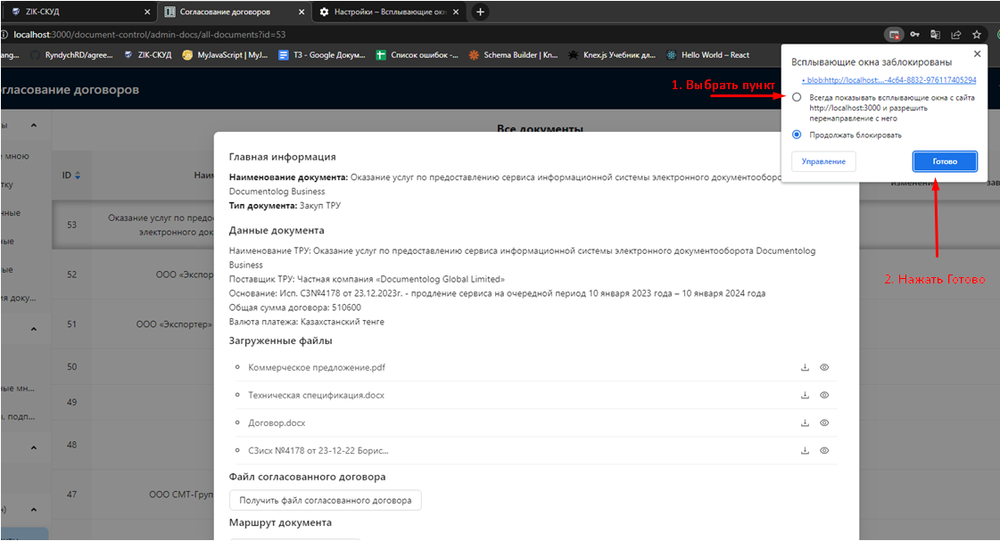 ZIK-СКУД
Согласование договоров
Настройки – Всплывающие окн
localhost:3000/document-control/admin-docs/all-documents?id=53
ang...
RyndychRD/agree...
ZIK-СКУД
MyJavaScript | MyJ...
ТЗ - Google Докум...
Список ошибок -...
Schema Builder | Kn...
Knex.js Учебник дл...
Hello World – React
огласование договоров
Все документы
Всплывающие окна заблокированы
• blob:http://localhost:...-4c64-8832-976117405294
Всегда показывать всплывающие окна с сайта
http://localhost:3000 и разрешить
перенаправление с него
Продолжать блокировать
Управление
Готово
1. Выбрать пункт
2. Нажать Готово
ы
е мною
тку
нные
ные
ные
ия доку...
ные мн...
ы, подп...
н)
ID
Наим
изменения
зав
53
Оказание услуг по предо
электронного док
52
ООО «Экспор
51
ООО «Экспортер»
50
49
48
47
ООО СМТ-Груп
Главная информация
Наименование документа: Оказание услуг по предоставлению сервиса информационной системы электронного документооборо
Documentolog Business
Тип документа: Закуп ТРУ
Данные документа
Наименование ТРУ: Оказание услуг по предоставлению сервиса информационной системы электронного документооборота Documentolog
Business
Поставщик ТРУ: Частная компания «Documentolog Global Limited»
Основание: Исп. СЗ№4178 от 23.12.2023г. - продление сервиса на очередной период 10 января 2023 года – 10 января 2024 года
Общая сумма договора: 510600
Валюта платежа: Казахстанский тенге
Загруженные файлы
Коммерческое предложение.pdf
Техническая спецификация.docx
Договор.docx
СЗисх №4178 от 23-12-22 Борис...
Файл согласованного договора
Получить файл согласованного договора
Маршрут документа